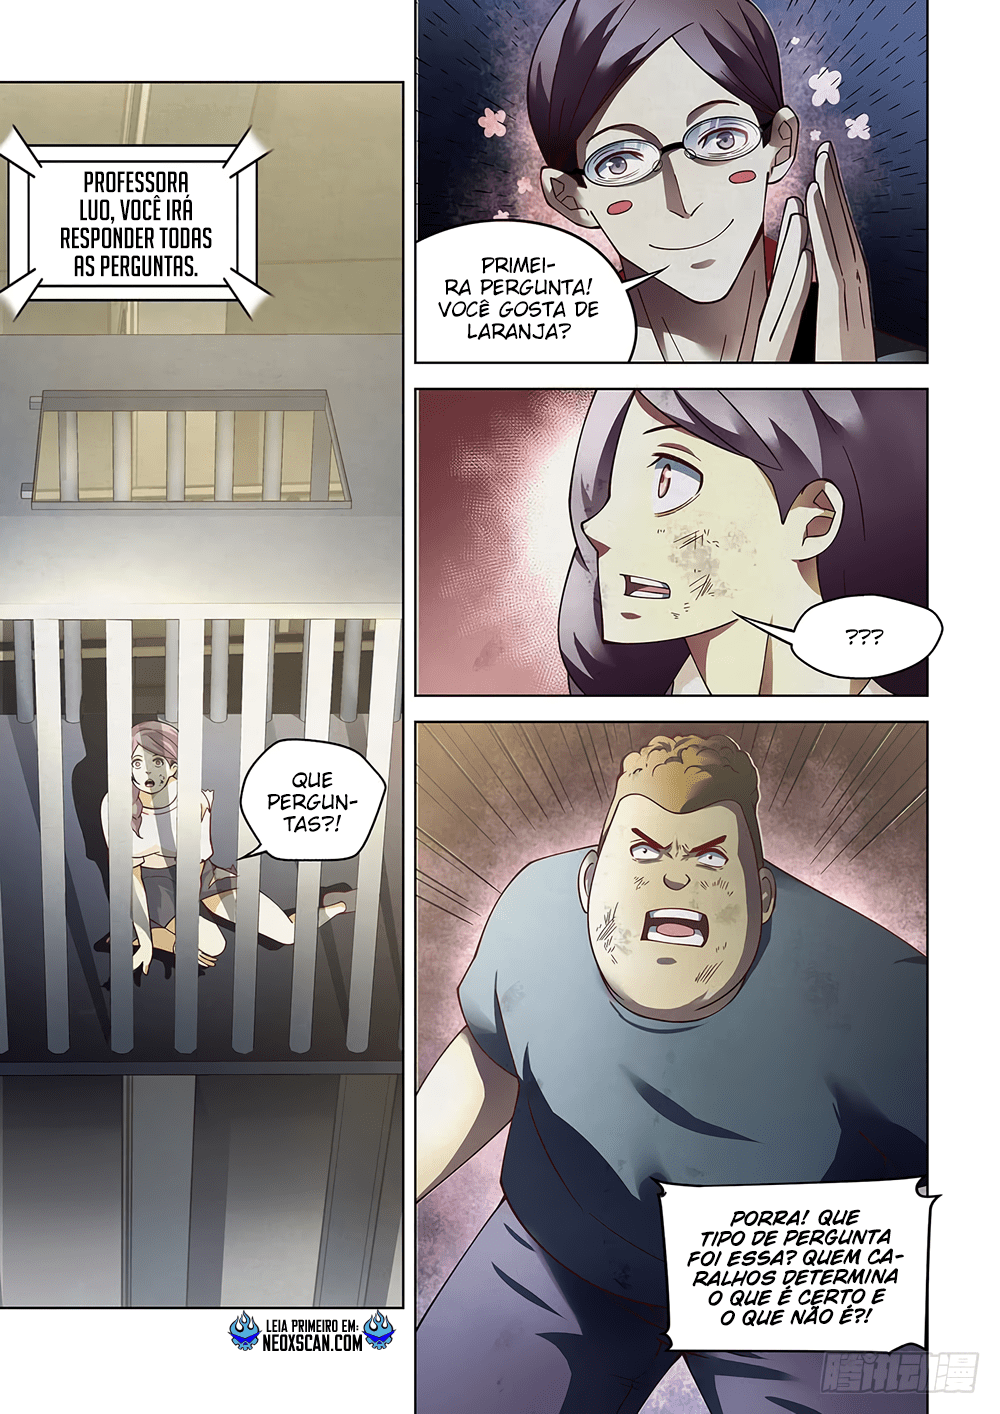 PROFESSORA
LUO, VOCÊ IRÁ
RESPONDER TODAS
AS PERGUNTAS.
QUE
PERGUN-
TAS?!
PRIMEI-
RA PERGUNTA!
VOCÊ GOSTA DE
LARANJA?
???
PORRA! QUE
TIPO DE PERGUNTA
FOI ESSA? QUEM CA-
RALHOS DETERMINA
O QUE É CERTO E
O QUE NÃO É?!
LEIA PRIMEIRO EM:
NEOXSCAN.COM
腾讯动漫